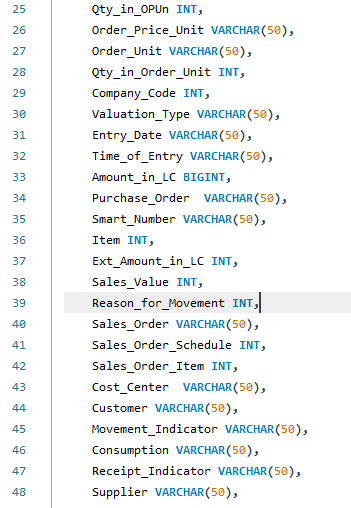 25 Qty_in_OPUn INT,
26 Order_Price_Unit VARCHAR(50),
27 Order_Unit VARCHAR(50),
28 Qty_in_Order_Unit INT,
29 Company_Code INT,
30 Valuation_Type VARCHAR(50),
31 Entry_Date VARCHAR(50),
32 Time_of_Entry VARCHAR(50),
33 Amount_in_LC BIGINT,
34 Purchase_Order  VARCHAR(50),
35 Smart_Number VARCHAR(50),
36 Item INT,
37 Ext_Amount_in_LC INT,
38 Sales_Value INT,
39 Reason_for_Movement INT,
40 Sales_Order VARCHAR(50),
41 Sales_Order_Schedule INT,
42 Sales_Order_Item INT,
43 Cost_Center  VARCHAR(50),
44 Customer VARCHAR(50),
45 Movement_Indicator VARCHAR(50),
46 Consumption VARCHAR(50),
47 Receipt_Indicator VARCHAR(50),
48 Supplier VARCHAR(50),